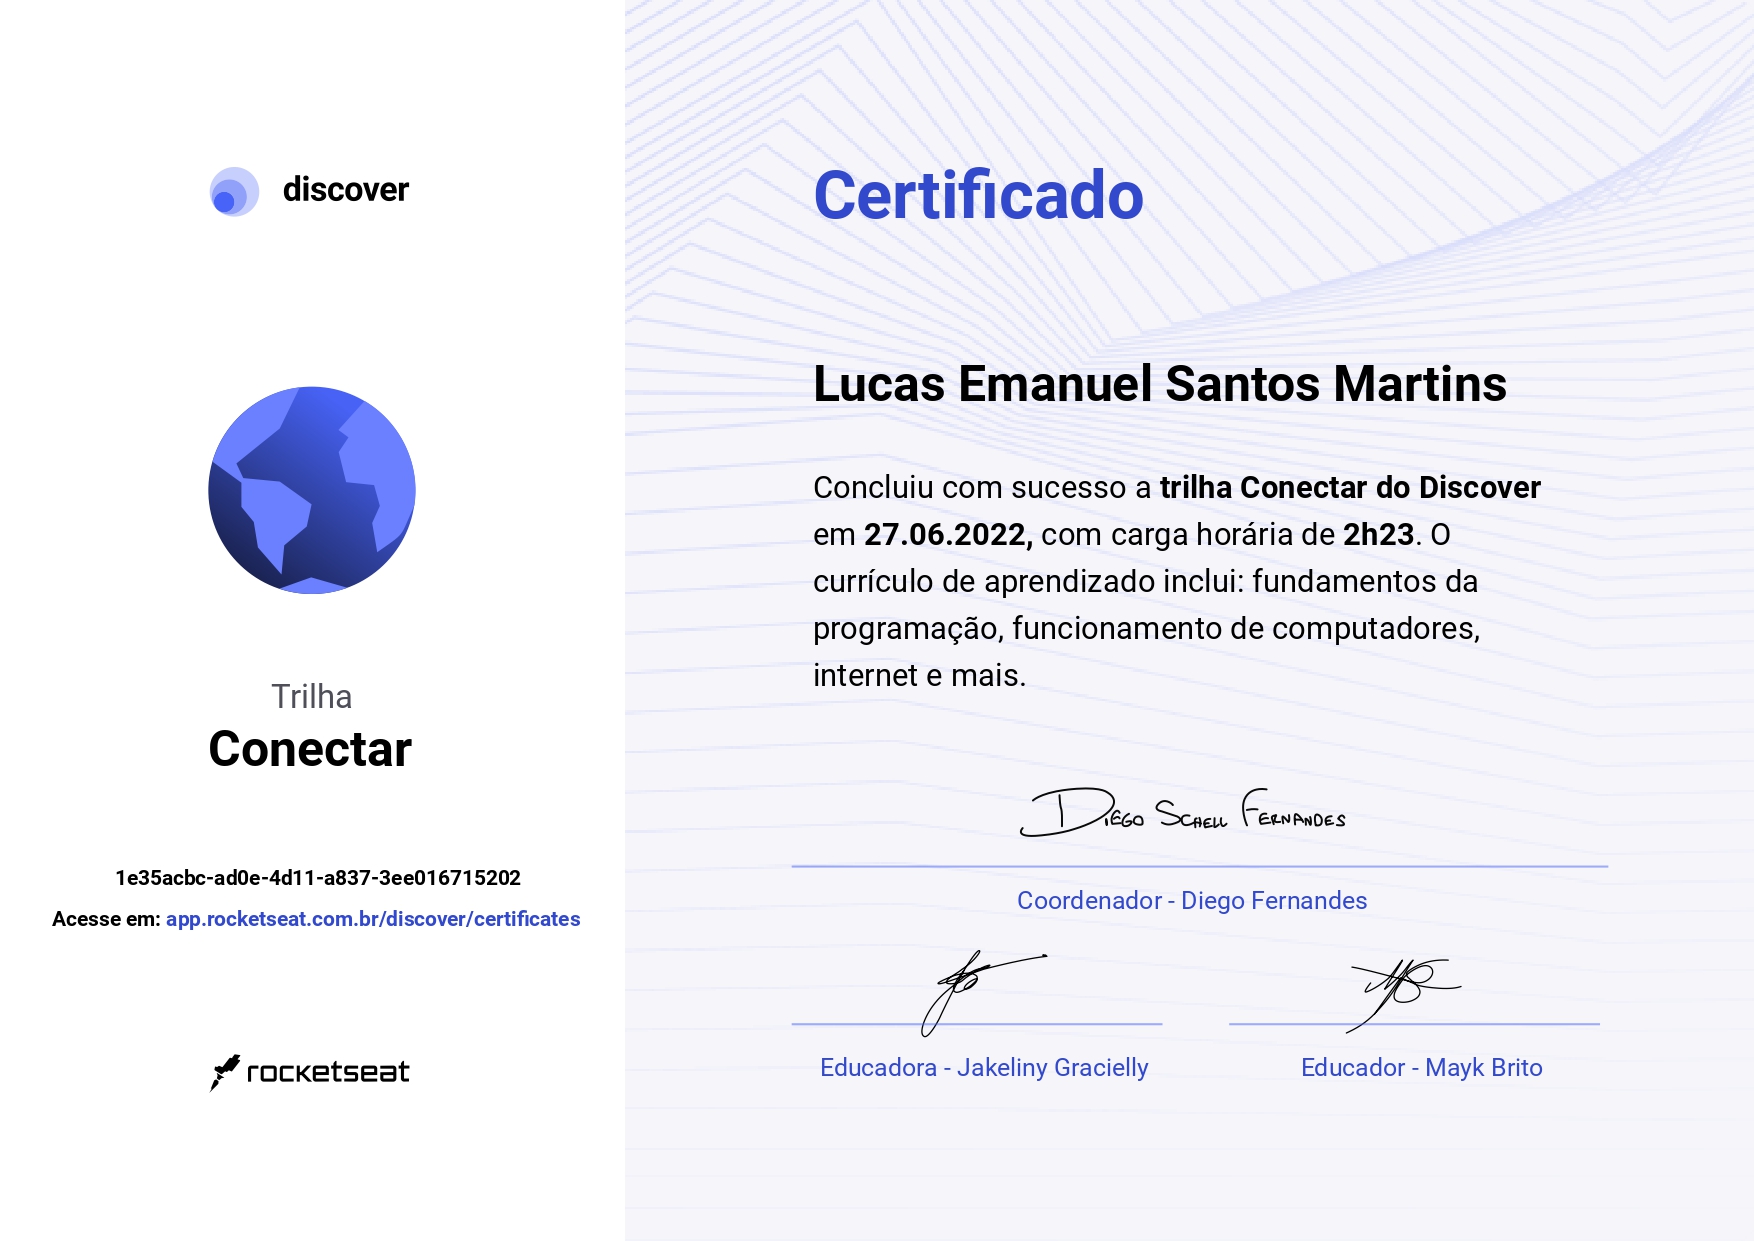 discover
Trilha
Conectar
1e35acbc-ad0e-4d11-a837-3ee016715202
Acesse em: app.rocketseat.com.br/discover/certificates
rocketseat
Certificado
Lucas Emanuel Santos Martins
Concluiu com sucesso a trilha Conectar do Discover
em 27.06.2022, com carga horária de 2h23. O
currículo de aprendizado inclui: fundamentos da
programação, funcionamento de computadores,
internet e mais.
Diego Schell Fernandes
Coordenador - Diego Fernandes
Educadora - Jakeliny Gracielly
Educador - Mayk Brito